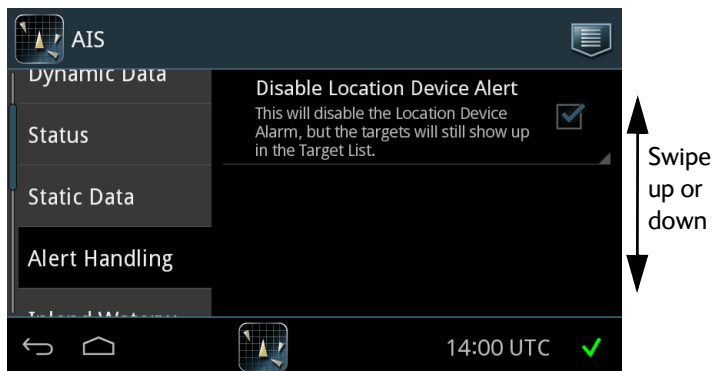 AIS
Dynamic Data
Status
Static Data
Alert Handling
Disable Location Device Alert
This will disable the Location Device
Alarm, but the targets will still show up
in the Target List.
14:00 UTC
Swipe
up or
down